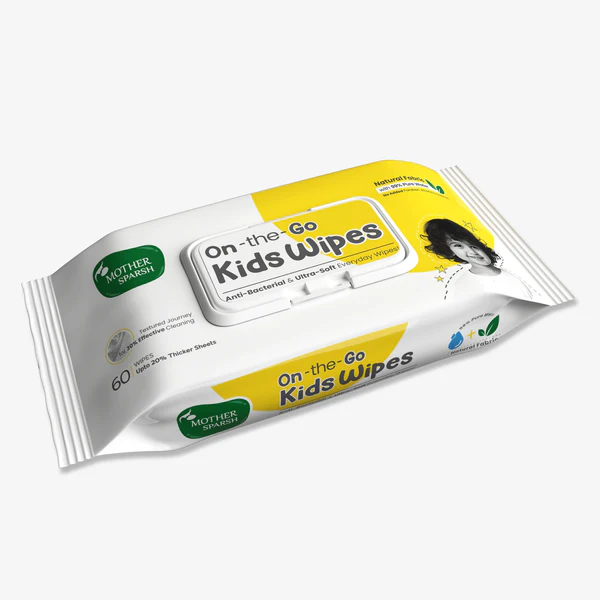 Natural Fabric
with 99% Pure Water
On-the-Go
Kids Wipes
Anti-Bacterial & Ultra-Soft Everyday Wipes!
MOTHER
SPARSH
Textured Journey
for 20% Effective Cleaning
60 WIPES
Upto 20% Thicker Sheets
On-the-Go
Kids Wipes
MOTHER
SPARSH
Natural Fabric